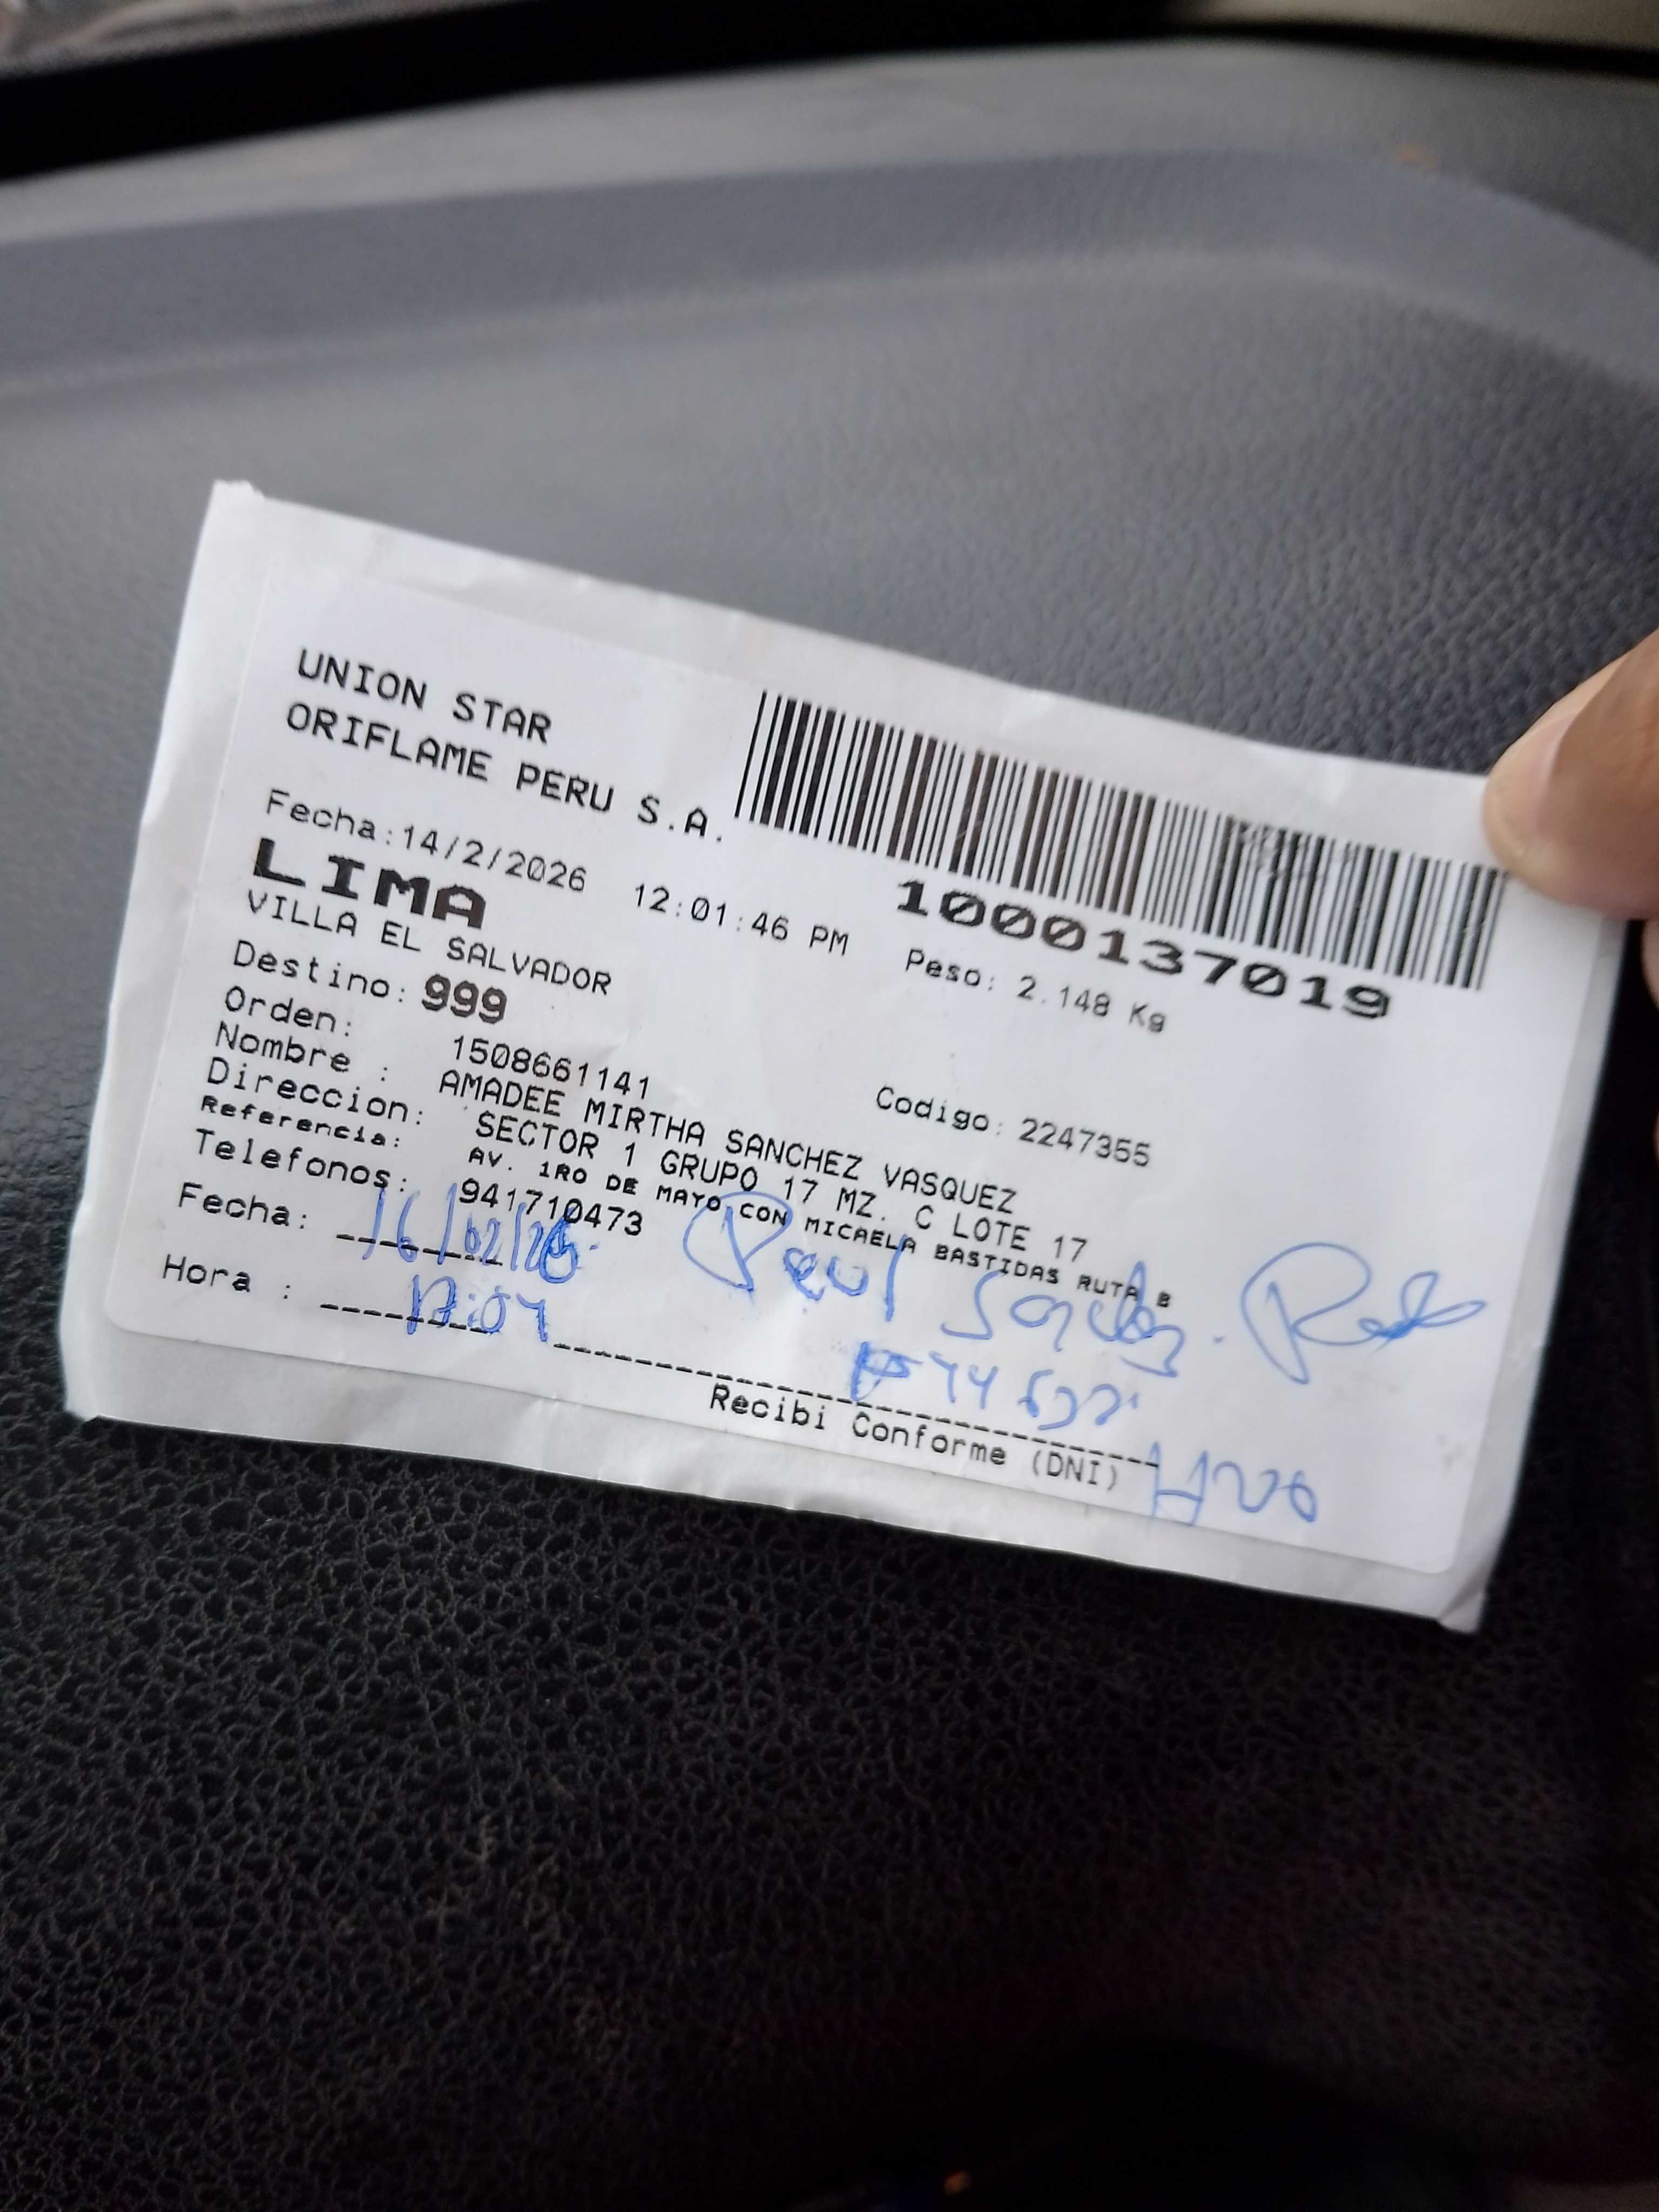 UNION STAR
ORIFLAME PERU S.A.
Fecha:14/2/2026 12:01:46 PM
1000137019
LIMA
Peso: 2.148 Kg
VILLA EL SALVADOR
Destino: 999
Orden: 1508661141
Codigo: 2247355
Nombre : AMADEE MIRTHA SANCHEZ VASQUEZ
Direccion: SECTOR 1 GRUPO 17 MZ. C LOTE 17
Referencia: AV. 1RO DE MAYO CON MICAELA BASTIDAS RUTA B
Telefonos: 941710473
Fecha: 16/02/26
Hora :
Recibi Conforme (DNI)